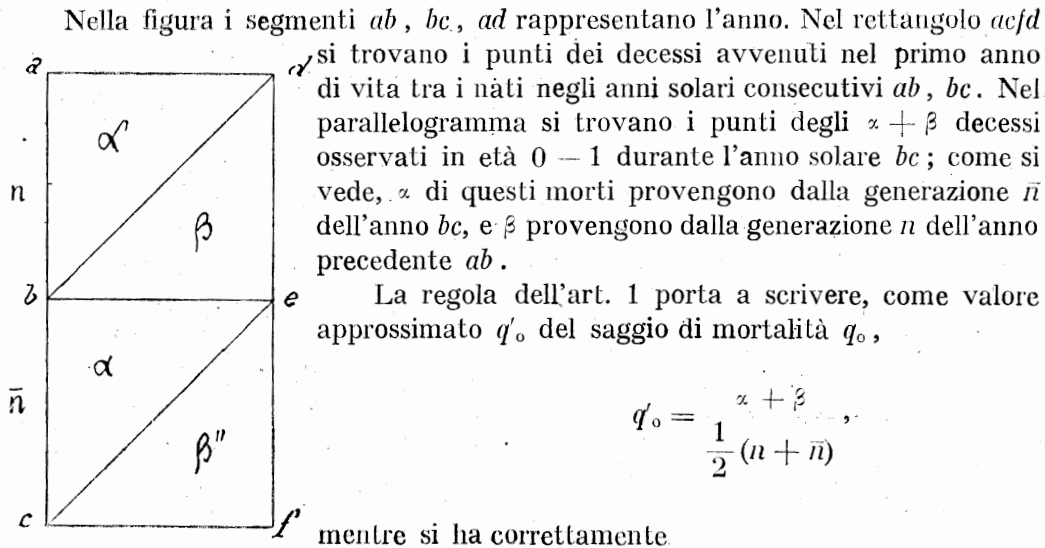 Nella figura i segmenti ab, bc, ad rappresentano l'anno. Nel rettangolo acfd
si trovano i punti dei decessi avvenuti nel primo anno
di vita tra i nati negli anni solari consecutivi ab, bc. Nel
parallelogramma si trovano i punti degli α + β decessi
osservati in età 0 — 1 durante l'anno solare bc; come si
vede, α di questi morti provengono dalla generazione n̄
dell'anno bc, e β provengono dalla generazione n dell'anno
precedente ab.
La regola dell'art. 1 porta a scrivere, come valore
approssimato q'₀ del saggio di mortalità q₀,
q'₀ = (α + β) / (1/2 (n + n̄)),
mentre si ha correttamente
a d
α'
n
β
b e
α
n̄
β"
c f